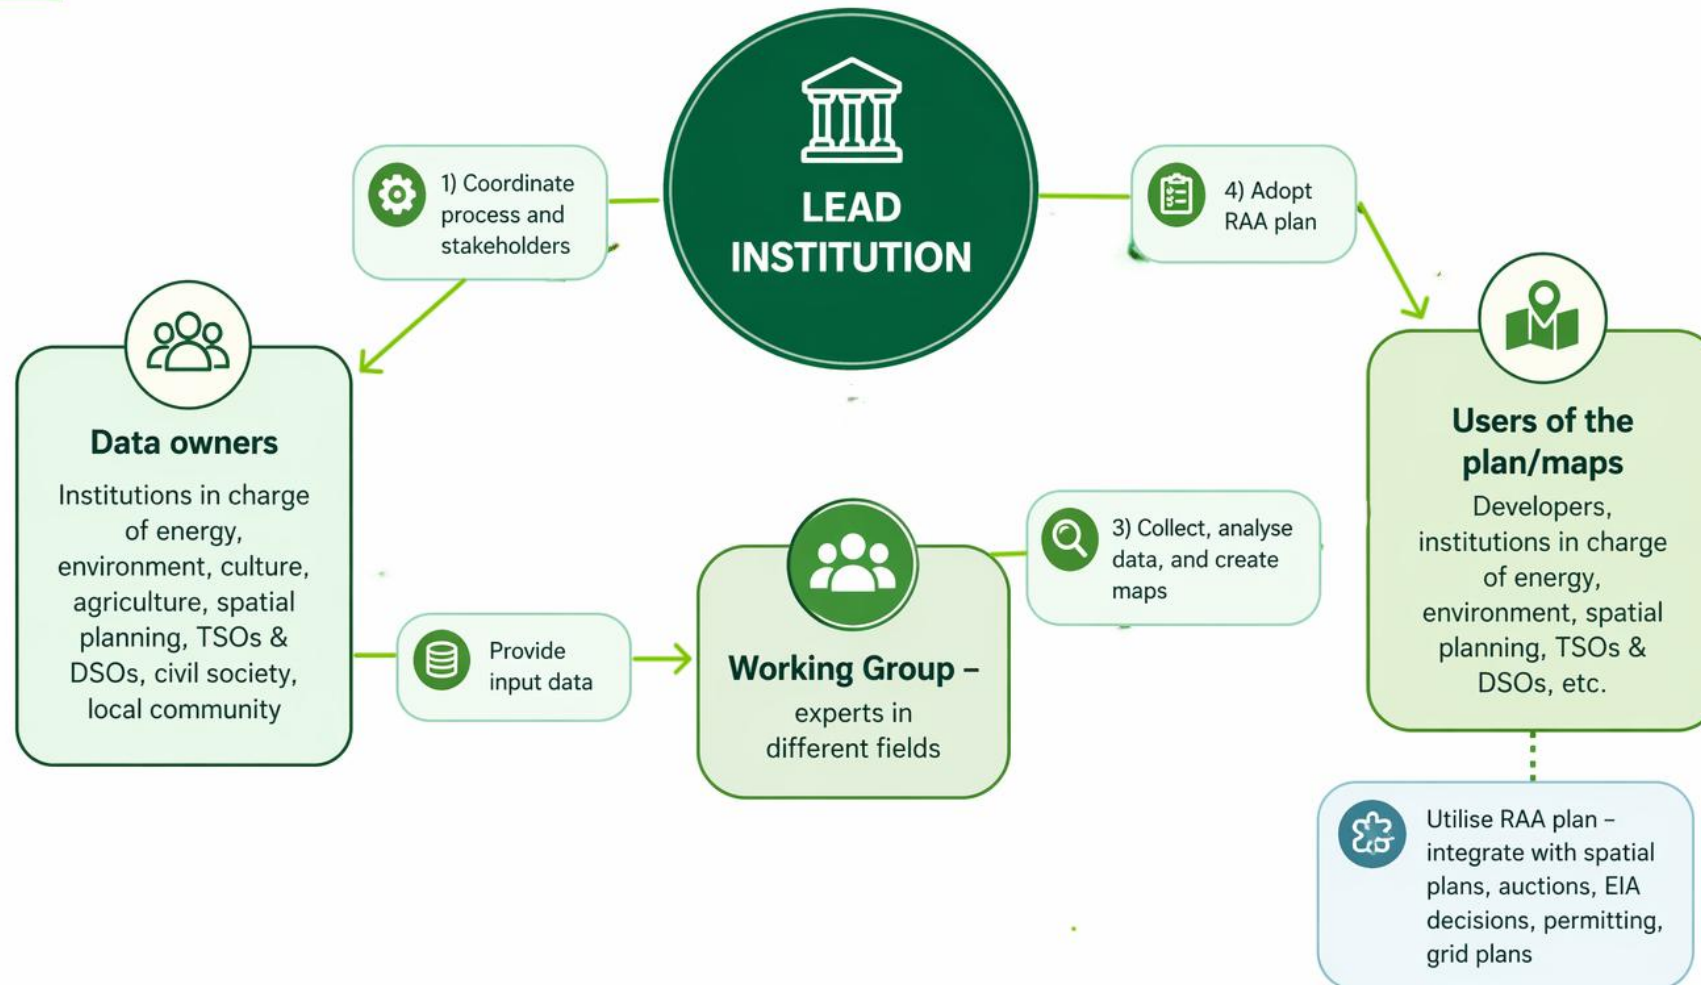 LEAD
INSTITUTION
1) Coordinate
process and
stakeholders
4) Adopt
RAA plan
Data owners
Institutions in charge
of energy,
environment, culture,
agriculture, spatial
planning, TSOs &
DSOs, civil society,
local community
Provide
input data
Working Group –
experts in
different fields
3) Collect, analyse
data, and create
maps
Users of the
plan/maps
Developers,
institutions in charge
of energy,
environment, spatial
planning, TSOs &
DSOs, etc.
Utilise RAA plan –
integrate with spatial
plans, auctions, EIA
decisions, permitting,
grid plans